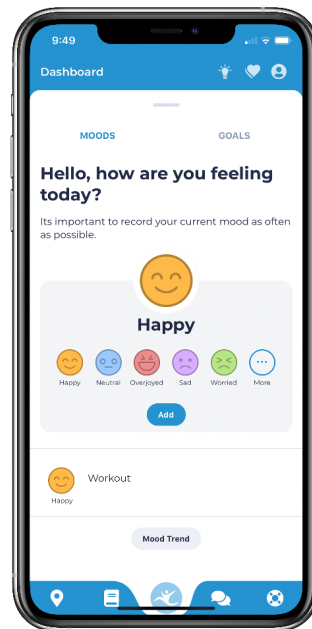 9:49
Dashboard
MOODS GOALS
Hello, how are you feeling
today?
Its important to record your current mood as often
as possible.
Happy
Happy Neutral Overjoyed Sad Worried More
Add
Workout
Happy
Mood Trend